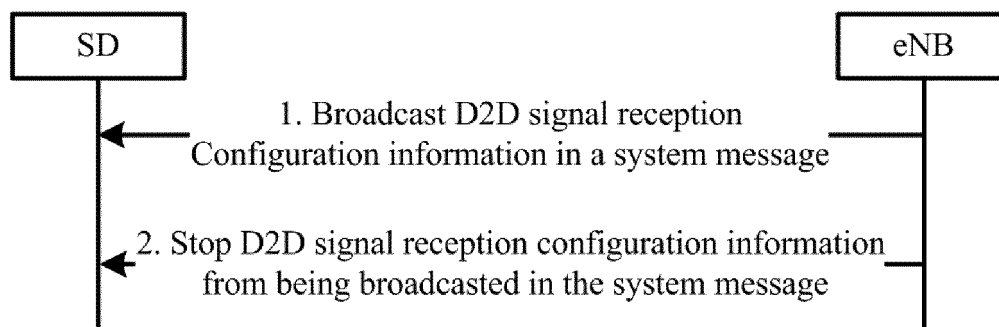 SD
eNB
1. Broadcast D2D signal reception
Configuration information in a system message
2. Stop D2D signal reception configuration information
from being broadcasted in the system message